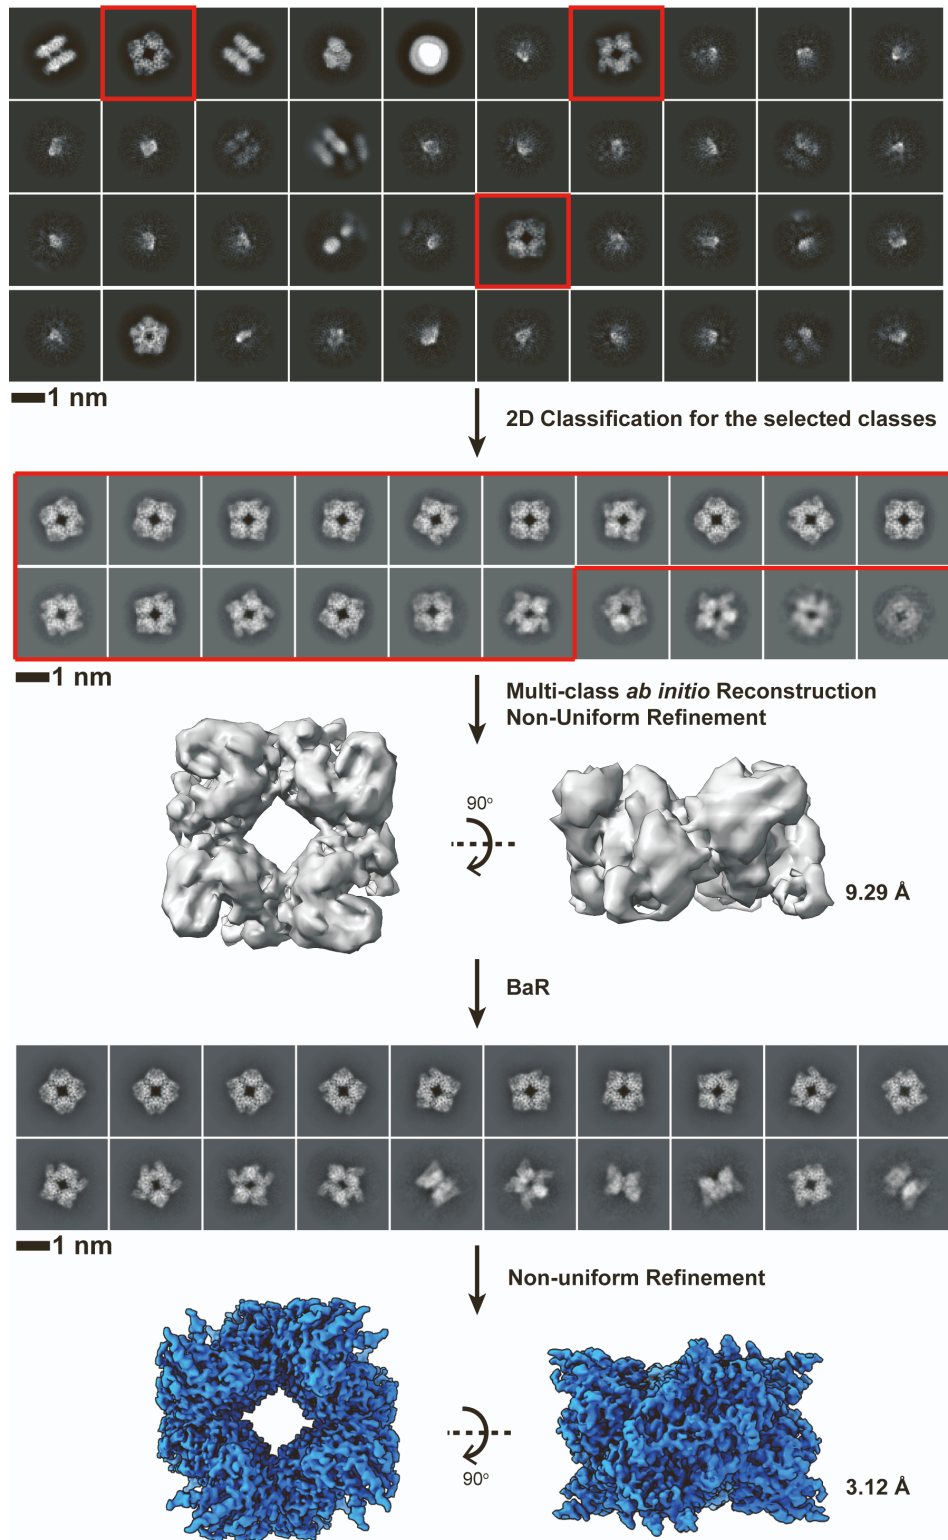 1 nm
2D Classification for the selected classes
1 nm
Multi-class ab initio Reconstruction
Non-Uniform Refinement
90°
9.29 Å
BaR
1 nm
Non-uniform Refinement
90°
3.12 Å